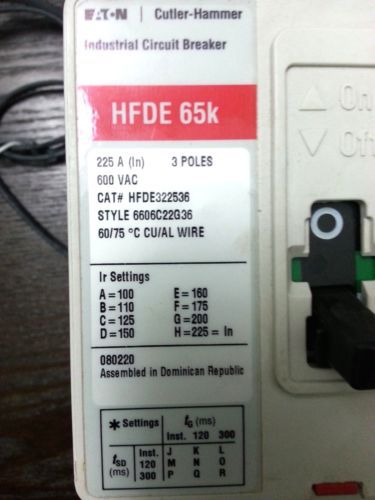 EATON | Cutler-Hammer
Industrial Circuit Breaker
HFDE 65k
225 A (In) 3 POLES
600 VAC
CAT# HFDE322536
STYLE 6606C22G36
60/75 °C CU/AL WIRE
Ir Settings
A=100 E=160
B=110 F=175
C=125 G=200
D=150 H=225 = In
080220
Assembled in Dominican Republic
* Settings tG (ms)
Inst. 120 300
tSD (ms) Inst. J K L
120 M N O
300 P Q R
On
Off
O